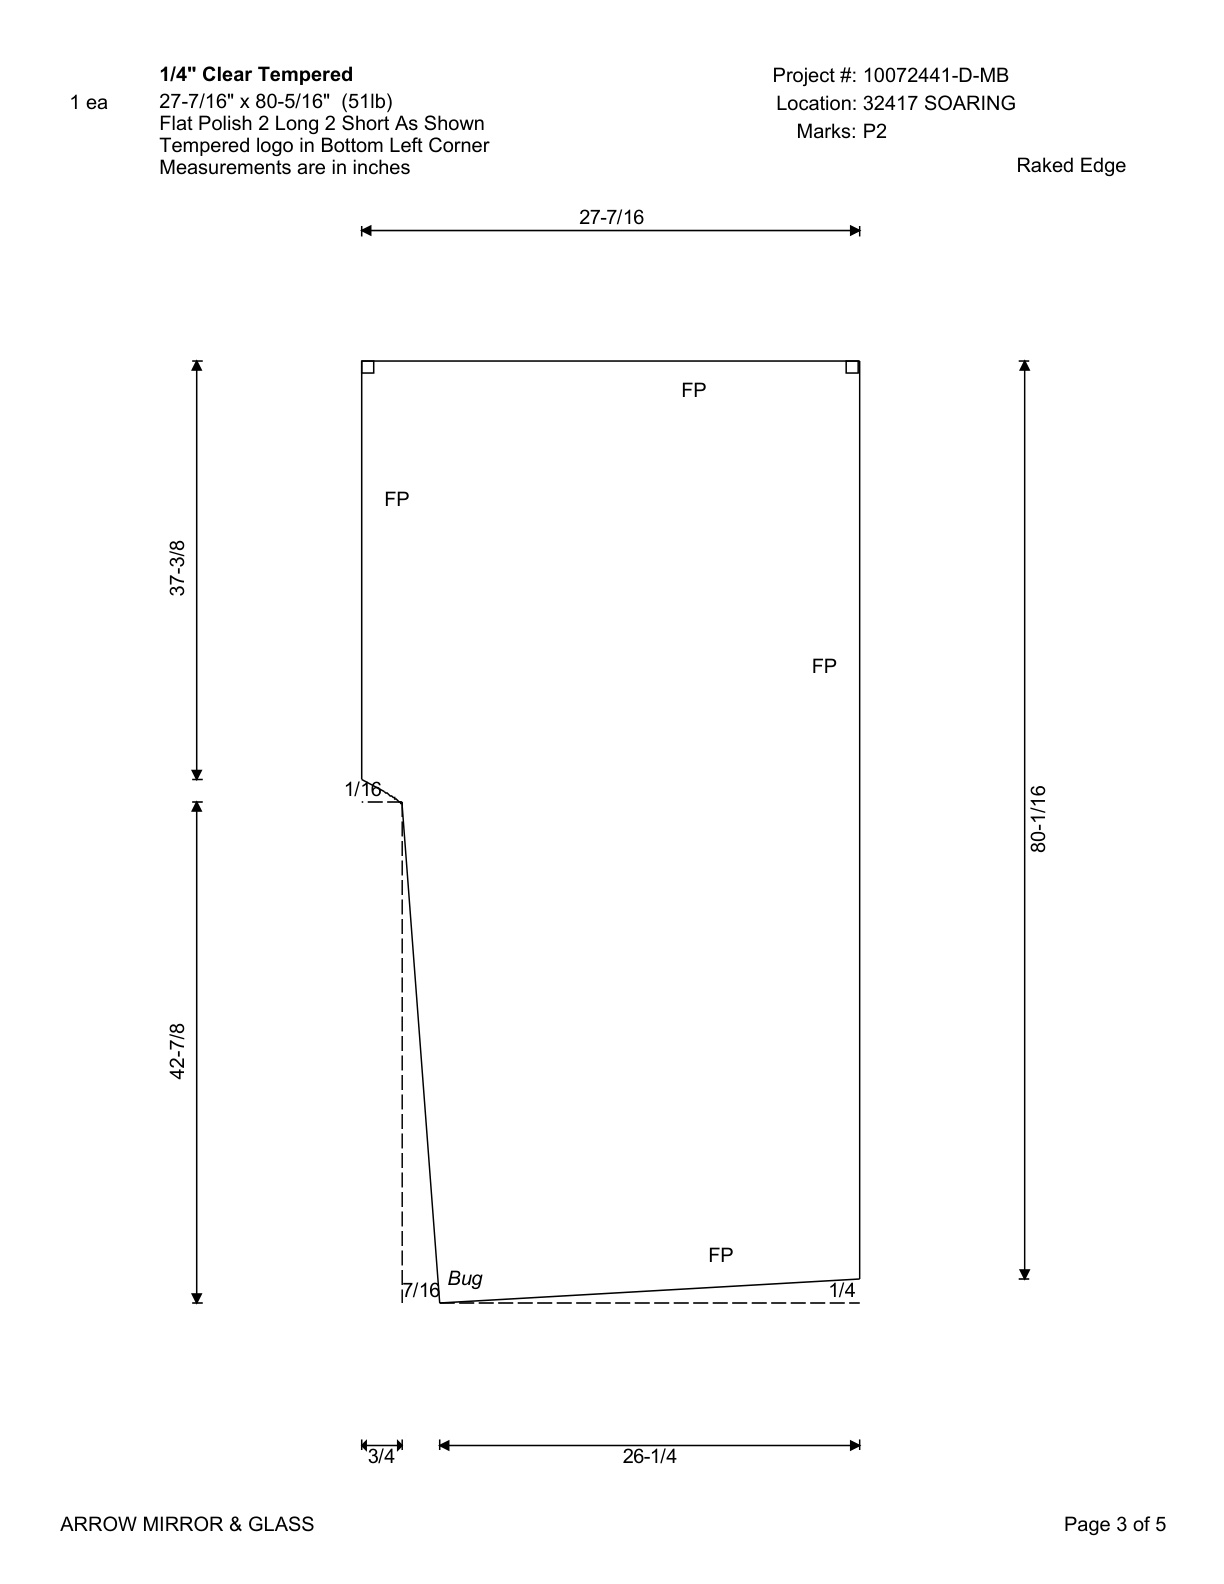 1/4" Clear Tempered
1 ea
27-7/16" x 80-5/16" (51lb)
Flat Polish 2 Long 2 Short As Shown
Tempered logo in Bottom Left Corner
Measurements are in inches
Project #: 10072441-D-MB
Location: 32417 SOARING
Marks: P2
Raked Edge
27-7/16
FP
FP
37-3/8
FP
1/16
80-1/16
42-7/8
FP
Bug
7/16
1/4
3/4
26-1/4
ARROW MIRROR & GLASS
Page 3 of 5